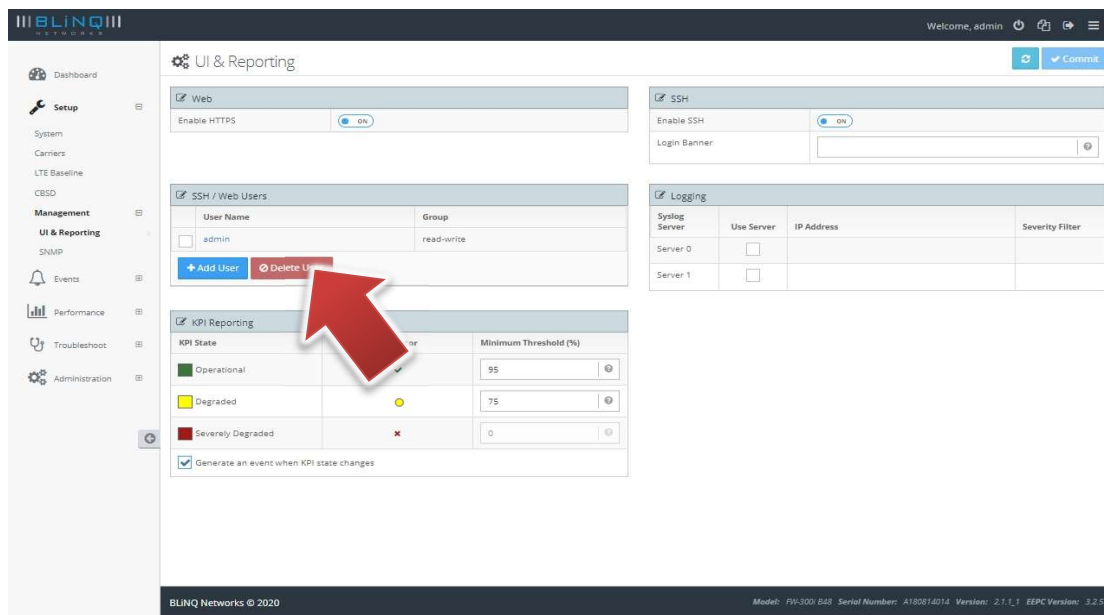 BLiNQ
NETWORKS
Welcome, admin
Dashboard
Setup
System
Carriers
LTE Baseline
CBSD
Management
UI & Reporting
SNMP
Events
Performance
Troubleshoot
Administration
UI & Reporting
Commit
Web
Enable HTTPS
ON
SSH
Enable SSH
ON
Login Banner
SSH / Web Users
User Name Group
admin read-write
Add User
Delete U
Logging
Syslog Server Use Server IP Address Severity Filter
Server 0
Server 1
KPI Reporting
KPI State or Minimum Threshold (%)
Operational 95
Degraded 75
Severely Degraded 0
Generate an event when KPI state changes
BLiNQ Networks © 2020
Model: FW-300i B48 Serial Number: A180814014 Version: 2.1.1_1 EEPC Version: 3.2.5